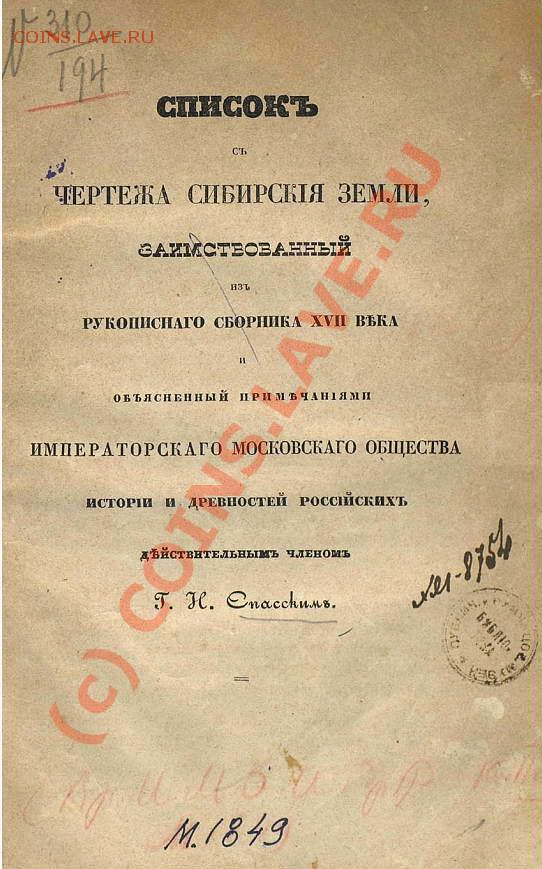 № 310
COINS.LAVE.RU
194
СПИСОКЪ
СЪ
ЧЕРТЕЖА СИБИРСКІЯ ЗЕМЛИ,
ЗАИМСТВОВАННЫЙ
ИЗЪ
РУКОПИСНАГО СБОРНИКА XVII ВѢКА
И
ОБЪЯСНЕННЫЙ ПРИМѢЧАНІЯМИ
ИМПЕРАТОРСКАГО МОСКОВСКАГО ОБЩЕСТВА
ИСТОРІИ И ДРЕВНОСТЕЙ РОССІЙСКИХЪ
ДѢЙСТВИТЕЛЬНЫМЪ ЧЛЕНОМЪ
Г. Н. Спасскимъ.
(c) COINS.LAVE.RU
М. 1849